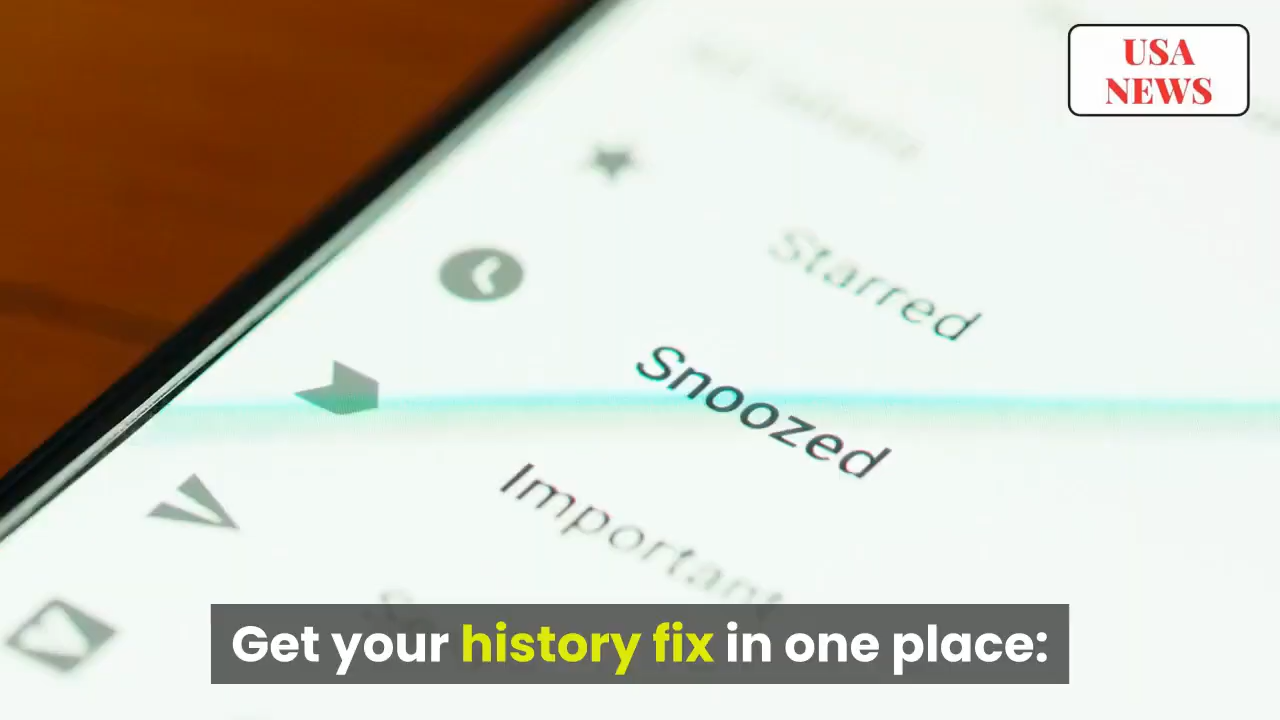 USA
NEWS
Starred
Snoozed
Important
Get your history fix in one place: